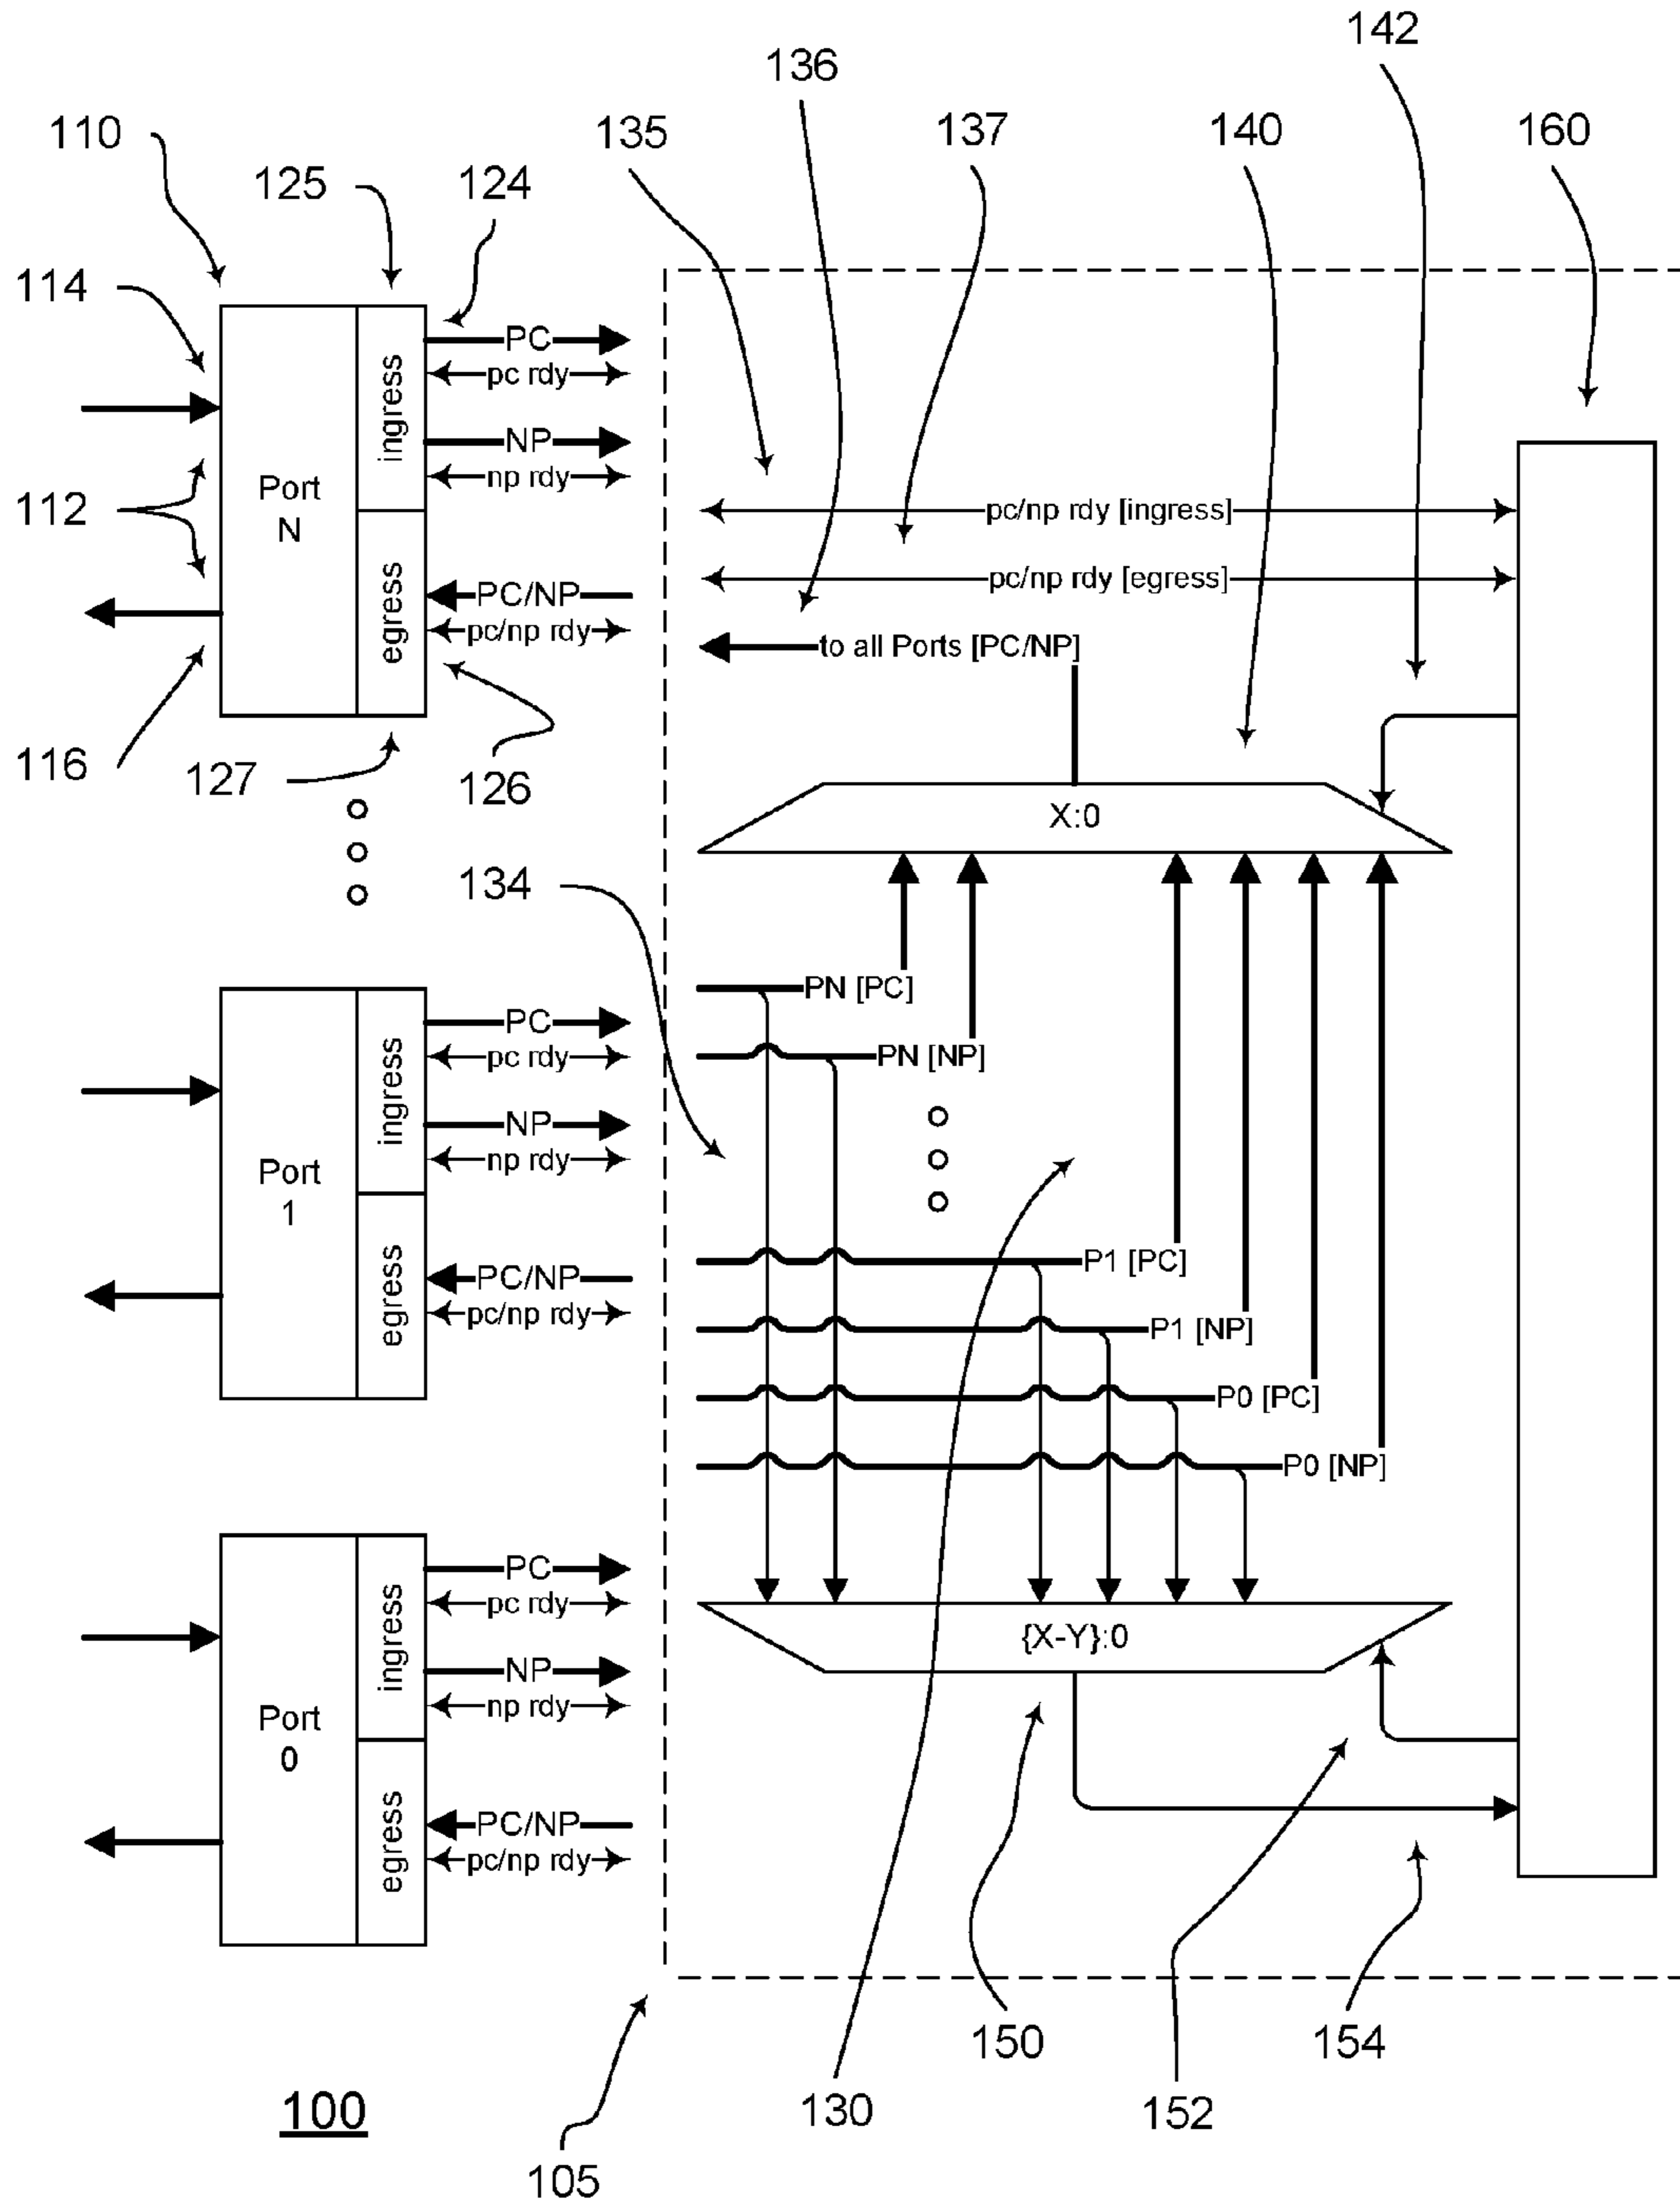 142
136
110
135
137
140
160
125
124
114
PC
pc rdy
ingress
NP
np rdy
Port
N
112
pc/np rdy [ingress]
pc/np rdy [egress]
PC/NP
pc/np rdy
egress
to all Ports [PC/NP]
116
127
126
X:0
134
PN [PC]
PC
pc rdy
PN [NP]
ingress
NP
np rdy
Port
1
P1 [PC]
PC/NP
pc/np rdy
egress
P1 [NP]
P0 [PC]
P0 [NP]
PC
pc rdy
ingress
{X-Y}:0
NP
np rdy
Port
0
PC/NP
pc/np rdy
egress
150
154
100
130
152
105